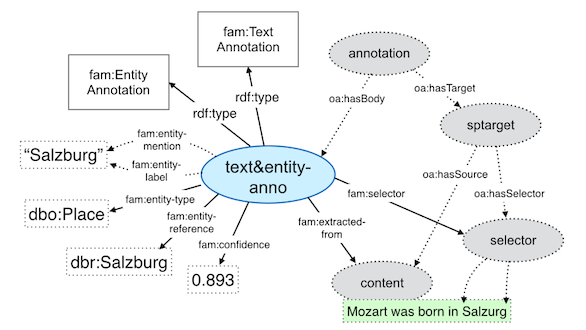 fam:Text
Annotation
fam:Entity
Annotation
annotation
rdf:type
rdf:type
oa:hasBody
oa:hasTarget
sptarget
fam:entity-
mention
"Salzburg"
fam:entity-
label
text&entity-
anno
oa:hasSource
oa:hasSelector
fam:entity-type
fam:selector
dbo:Place
fam:entity-
reference
fam:extracted-
from
fam:confidence
selector
dbr:Salzburg
0.893
content
Mozart was born in Salzurg